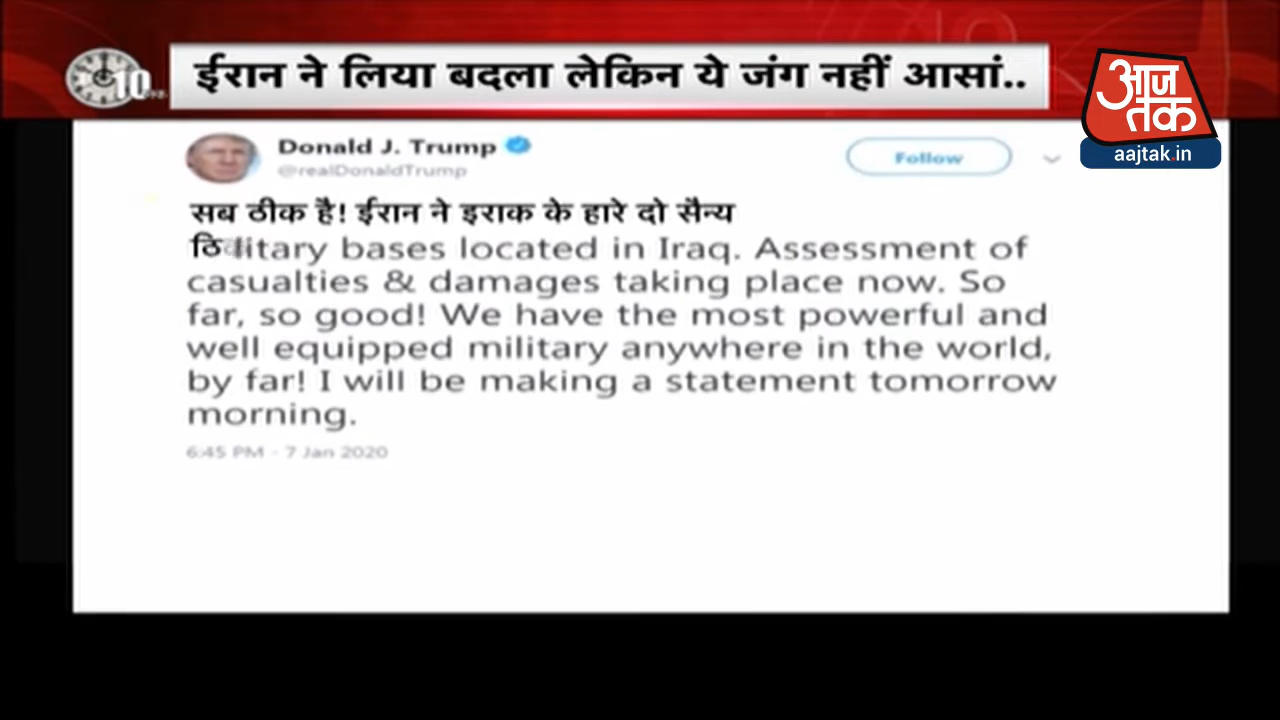 ईरान ने लिया बदला लेकिन ये जंग नहीं आसां..
10
आज
तक
aajtak.in
Donald J. Trump
@realDonaldTrump
Follow
सब ठीक है! ईरान ने इराक के हारे दो सैन्य
ठि litary bases located in Iraq. Assessment of
casualties & damages taking place now. So
far, so good! We have the most powerful and
well equipped military anywhere in the world,
by far! I will be making a statement tomorrow
morning.
6:45 PM - 7 Jan 2020